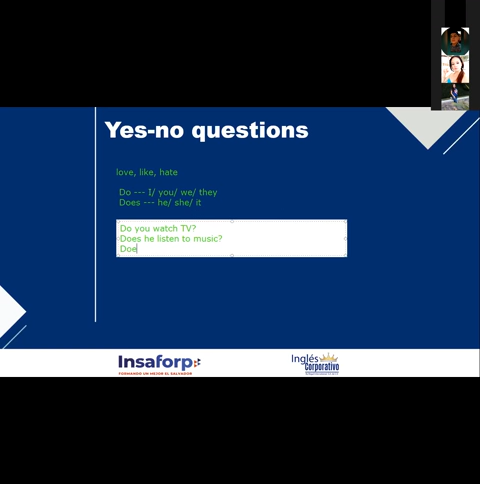 Yes-no questions
love, like, hate
Do --- I/ you/ we/ they
Does --- he/ she/ it
Do you watch TV?
Does he listen to music?
Doe
Insaforp
FORMANDO UN MEJOR EL SALVADOR
Inglés
Corporativo